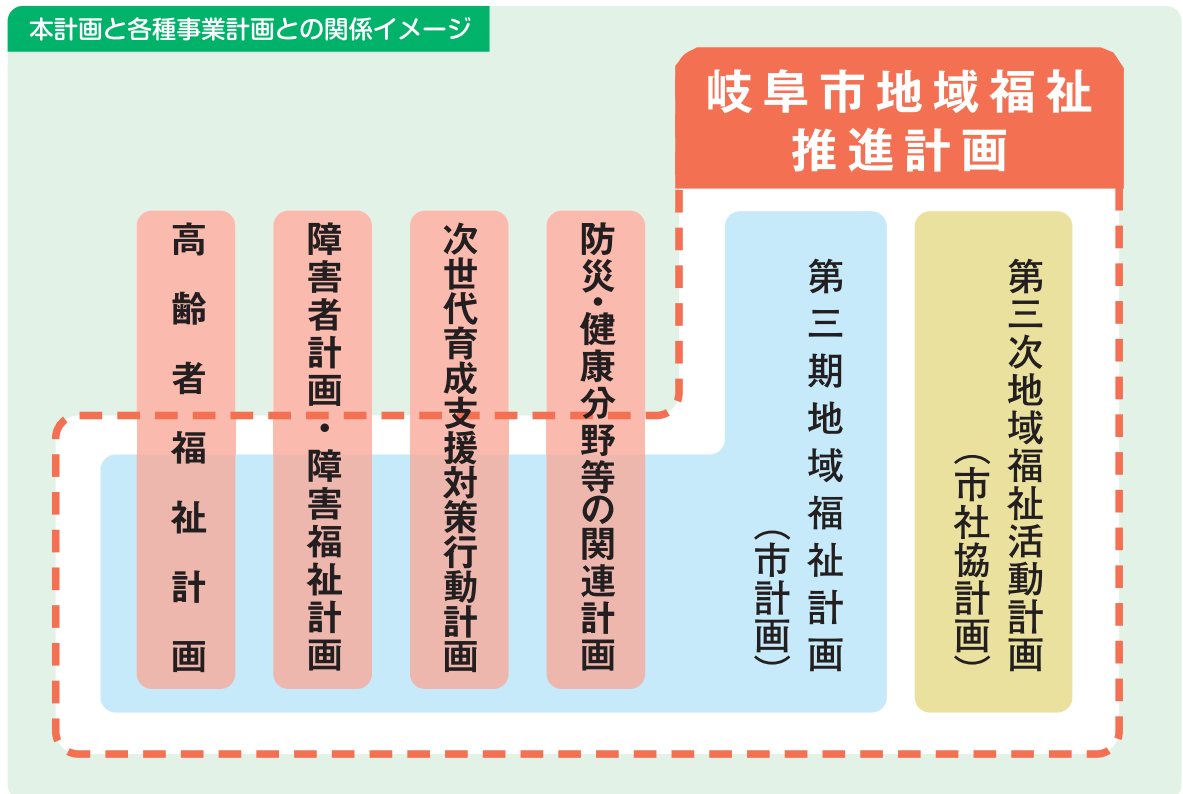 本計画と各種事業計画との関係イメージ
岐阜市地域福祉
推進計画
高齢者福祉計画
障害者計画・障害福祉計画
次世代育成支援対策行動計画
防災・健康分野等の関連計画
第三期地域福祉計画
（市計画）
第三次地域福祉活動計画
（市社協計画）